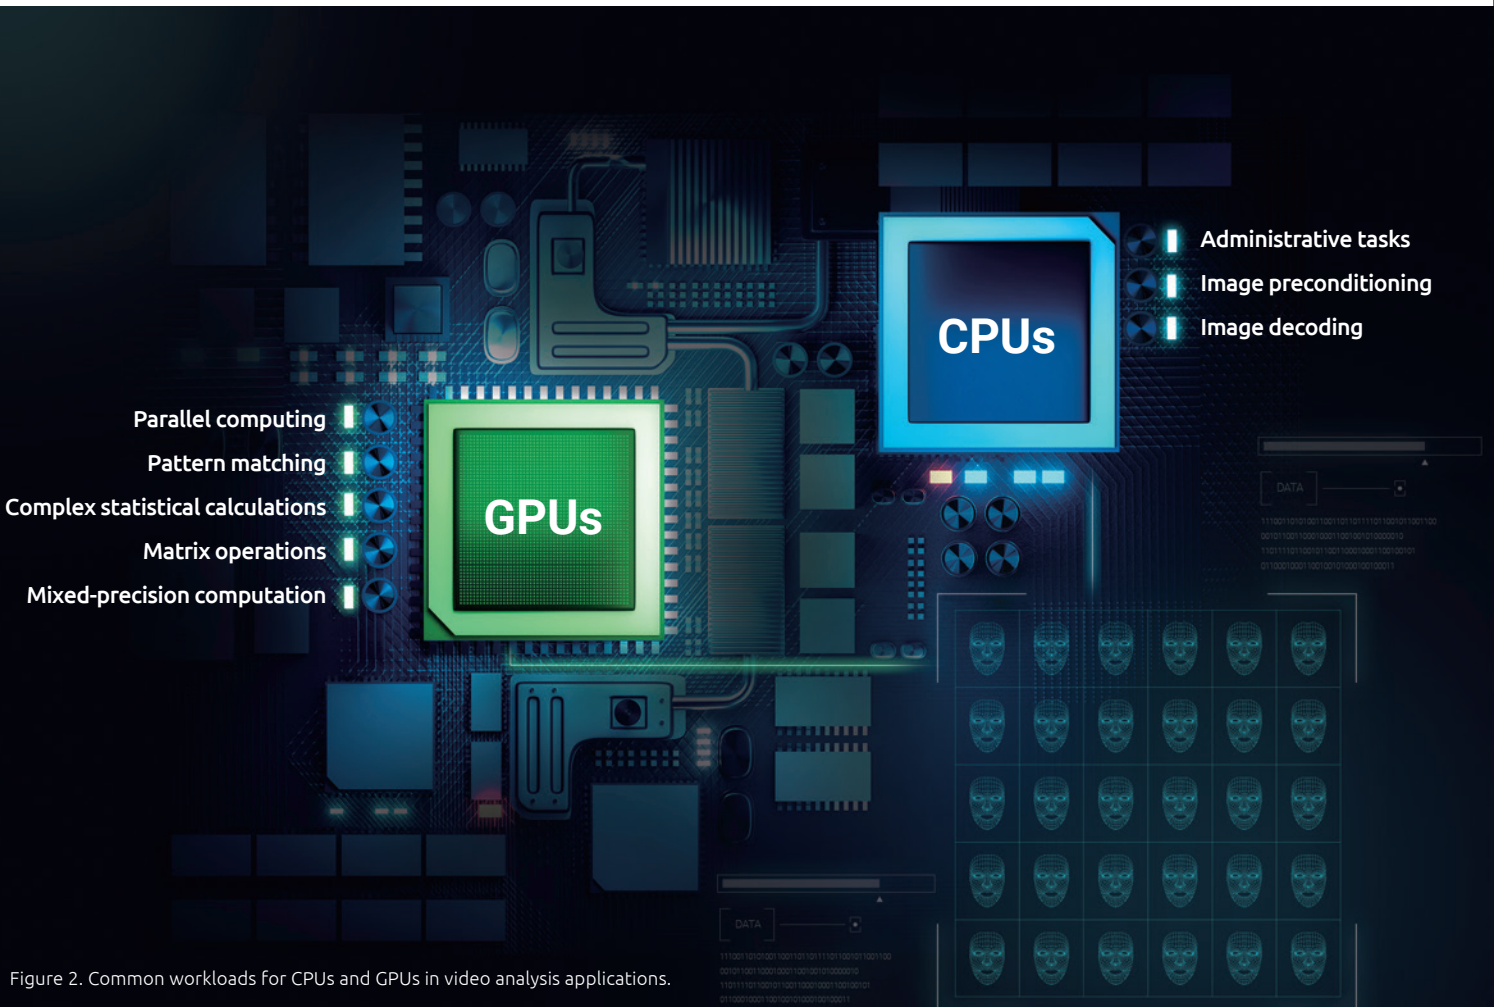 Administrative tasks
Image preconditioning
Image decoding
CPUs
Parallel computing
Pattern matching
Complex statistical calculations
Matrix operations
Mixed-precision computation
GPUs
DATA
DATA
Figure 2. Common workloads for CPUs and GPUs in video analysis applications.